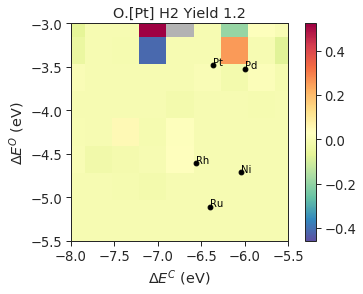 O.[Pt] H2 Yield 1.2
−3.0
−3.5
−4.0
−4.5
−5.0
−5.5
ΔE^O (eV)
Pt
Pd
Rh
Ni
Ru
−8.0 −7.5 −7.0 −6.5 −6.0 −5.5
ΔE^C (eV)
0.4
0.2
0.0
−0.2
−0.4